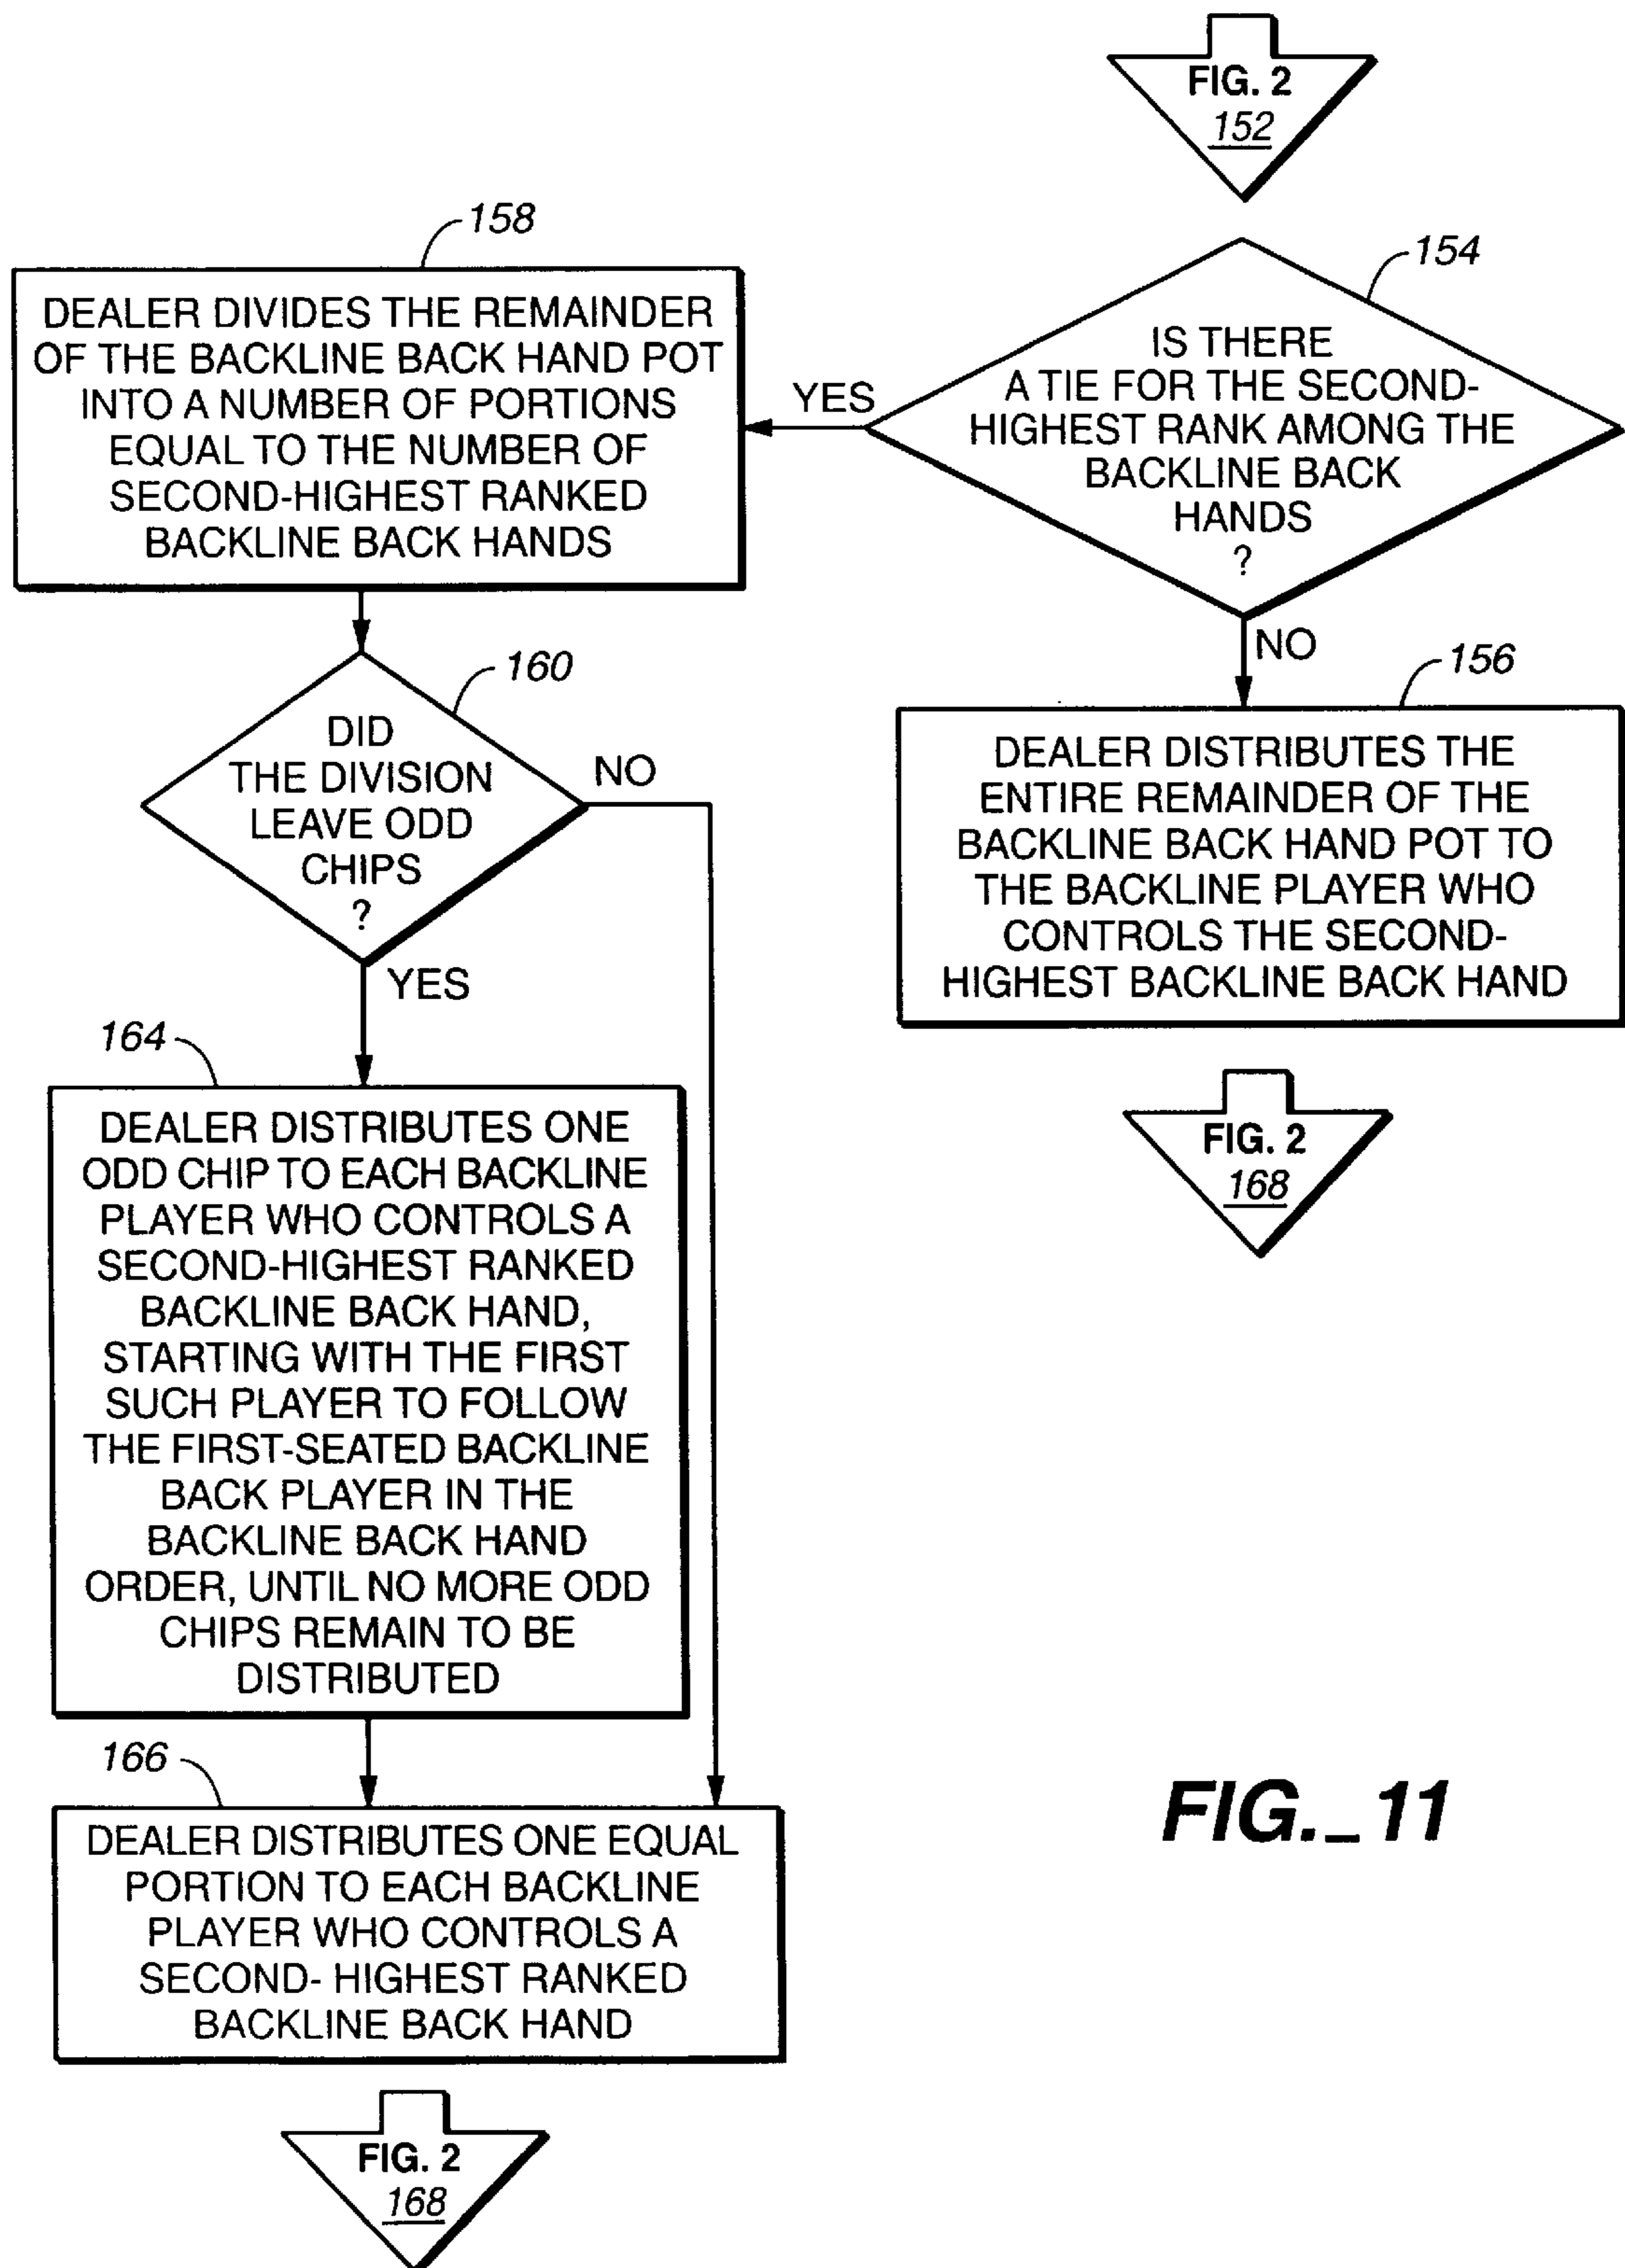 FIG. 2
152
154
IS THERE
A TIE FOR THE SECOND-
HIGHEST RANK AMONG THE
BACKLINE BACK
HANDS
?
YES
NO
158
DEALER DIVIDES THE REMAINDER
OF THE BACKLINE BACK HAND POT
INTO A NUMBER OF PORTIONS
EQUAL TO THE NUMBER OF
SECOND-HIGHEST RANKED
BACKLINE BACK HANDS
156
DEALER DISTRIBUTES THE
ENTIRE REMAINDER OF THE
BACKLINE BACK HAND POT TO
THE BACKLINE PLAYER WHO
CONTROLS THE SECOND-
HIGHEST BACKLINE BACK HAND
FIG. 2
168
160
DID
THE DIVISION
LEAVE ODD
CHIPS
?
NO
YES
164
DEALER DISTRIBUTES ONE
ODD CHIP TO EACH BACKLINE
PLAYER WHO CONTROLS A
SECOND-HIGHEST RANKED
BACKLINE BACK HAND,
STARTING WITH THE FIRST
SUCH PLAYER TO FOLLOW
THE FIRST-SEATED BACKLINE
BACK PLAYER IN THE
BACKLINE BACK HAND
ORDER, UNTIL NO MORE ODD
CHIPS REMAIN TO BE
DISTRIBUTED
166
DEALER DISTRIBUTES ONE EQUAL
PORTION TO EACH BACKLINE
PLAYER WHO CONTROLS A
SECOND- HIGHEST RANKED
BACKLINE BACK HAND
FIG. 2
168
FIG._11